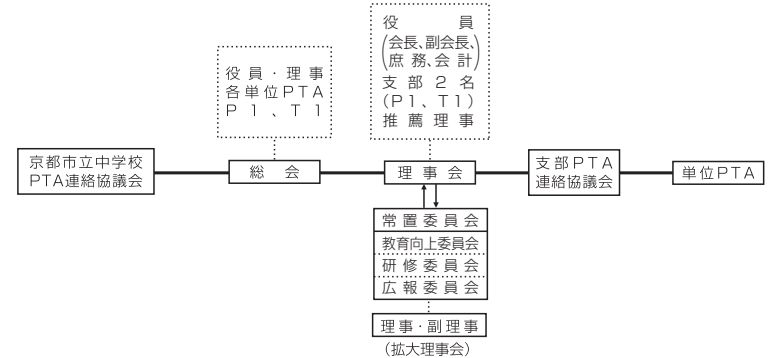 役員
(会長、副会長、
庶務、会計)
支部2名
(P1、T1)
推薦理事
役員・理事
各単位PTA
P1、T1
京都市立中学校
PTA連絡協議会
総会
理事会
支部PTA
連絡協議会
単位PTA
常置委員会
教育向上委員会
研修委員会
広報委員会
理事・副理事
(拡大理事会)